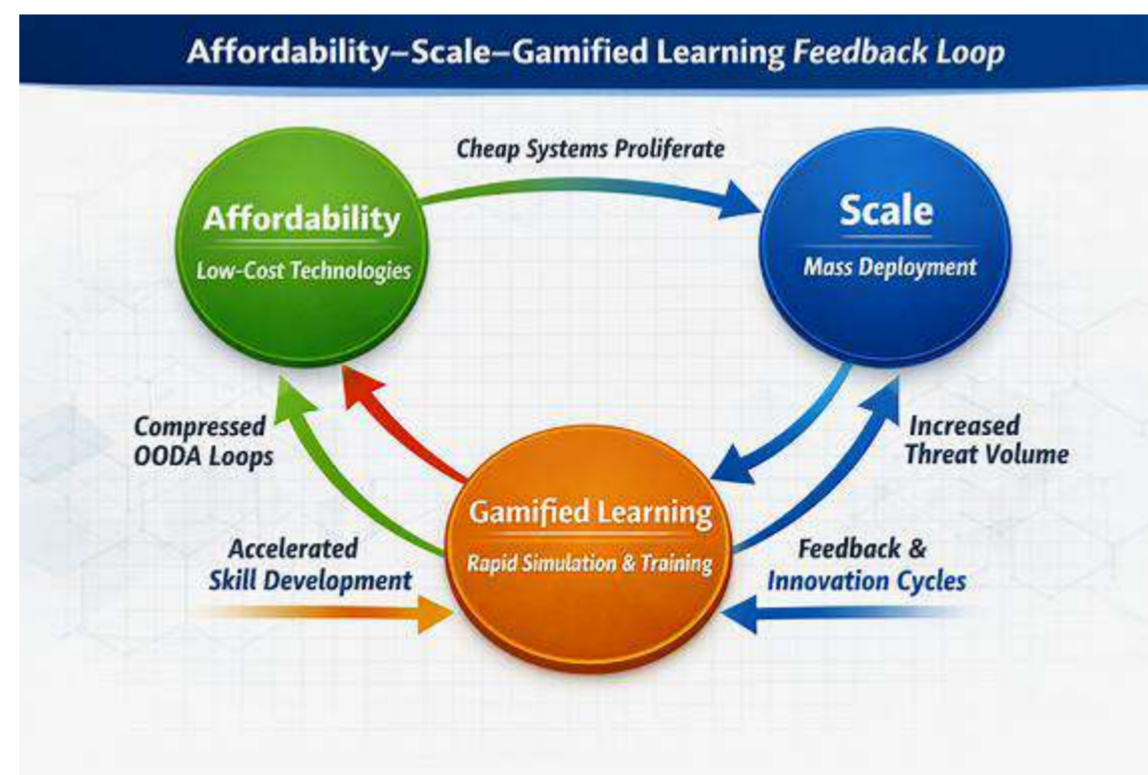 Affordability–Scale–Gamified Learning Feedback Loop
Cheap Systems Proliferate
Affordability
Low-Cost Technologies
Scale
Mass Deployment
Compressed
OODA Loops
Increased
Threat Volume
Gamified Learning
Rapid Simulation & Training
Accelerated
Skill Development
Feedback &
Innovation Cycles